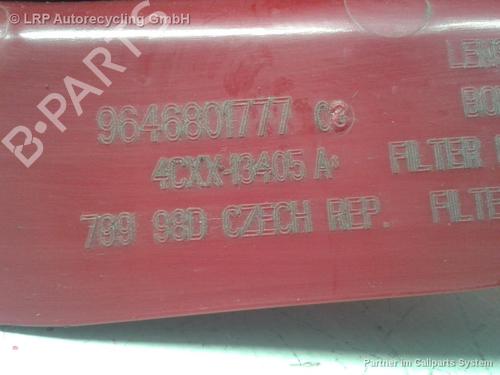 © LRP Autorecycling GmbH
B-PARTS
9646801777 03
4CXX-13405 A
799 98D CZECH REP.
FILTER
FILTE
Partner im Callparts System